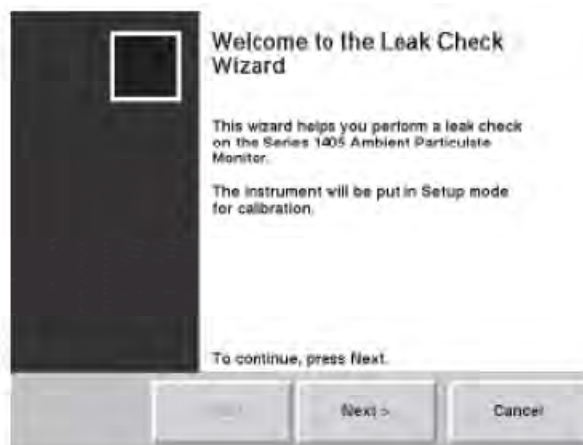 Welcome to the Leak Check
Wizard
This wizard helps you perform a leak check
on the Series 1405 Ambient Particulate
Monitor.
The instrument will be put in Setup mode
for calibration.
To continue, press Next.
Next >
Cancel